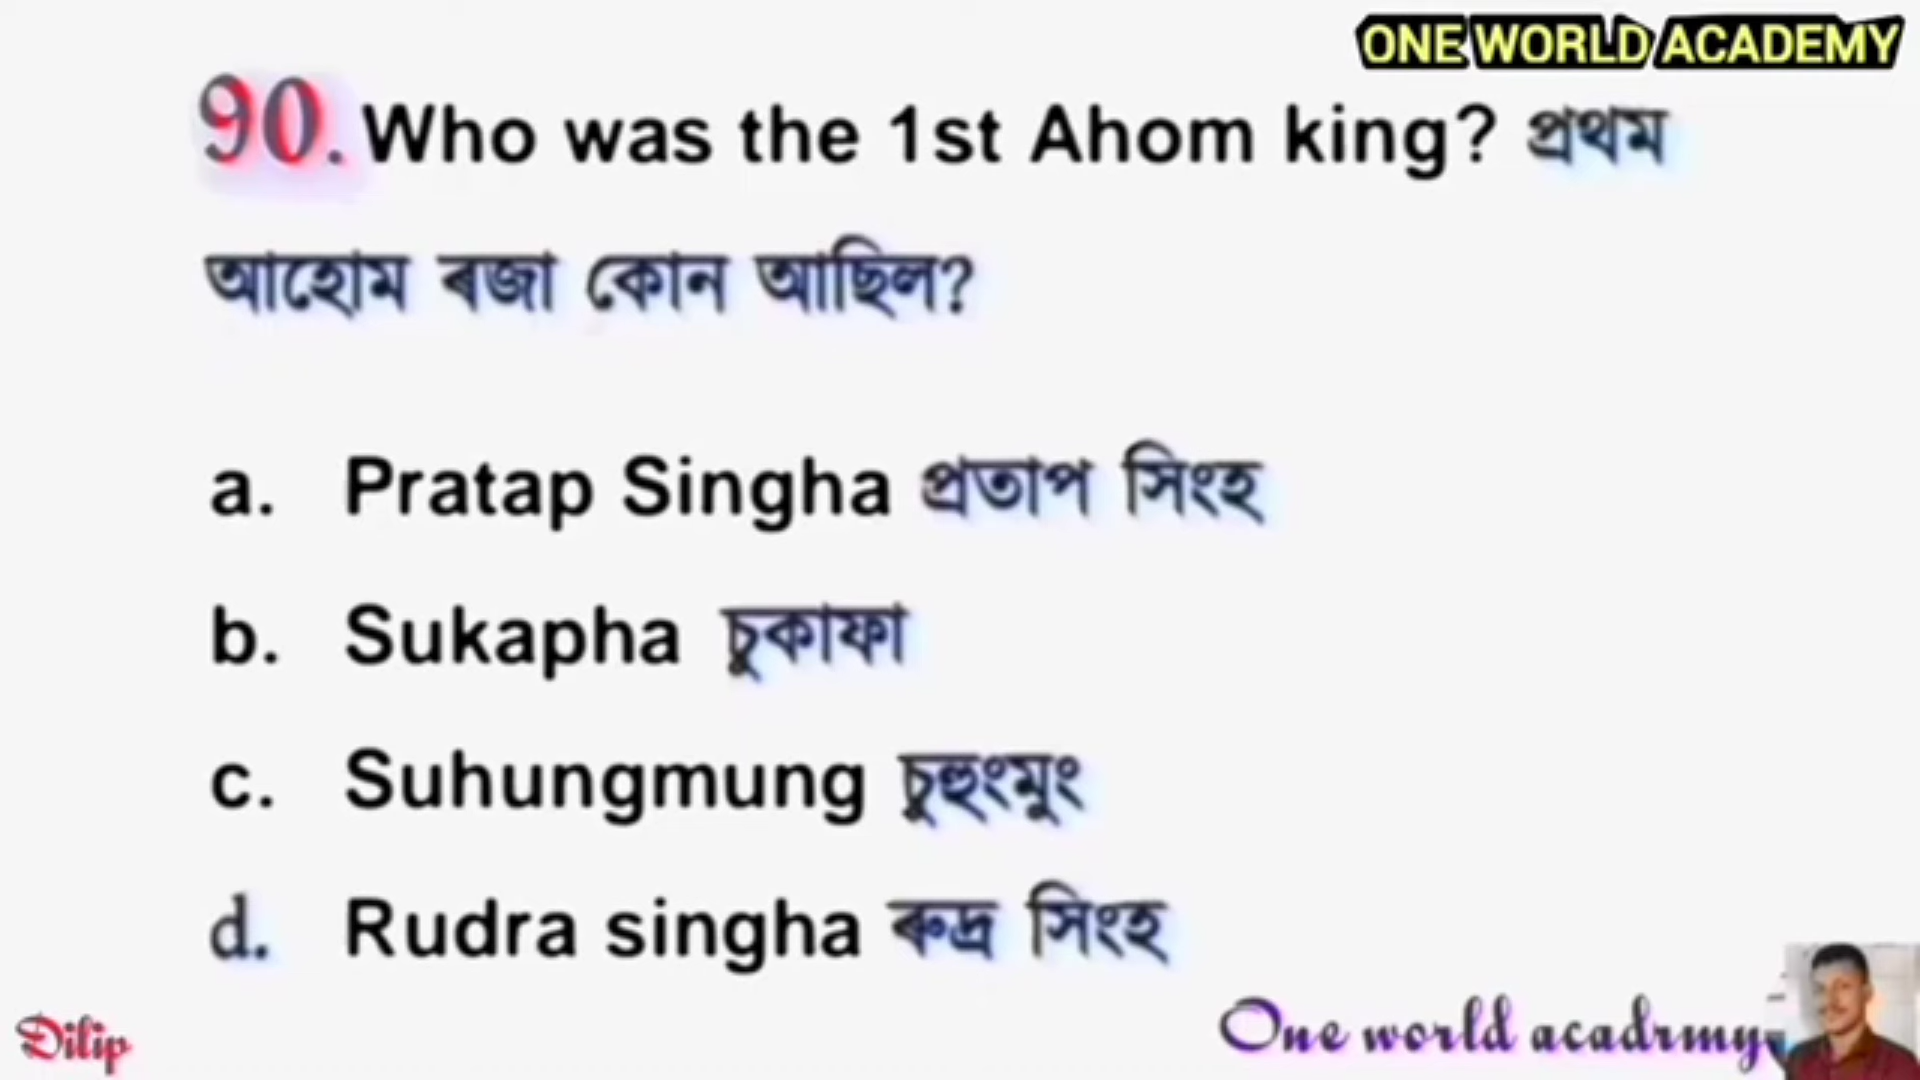 ONE WORLD ACADEMY
90. Who was the 1st Ahom king? প্ৰথম
আহোম ৰজা কোন আছিল?
a. Pratap Singha প্ৰতাপ সিংহ
b. Sukapha চুকাফা
c. Suhungmung চুহুংমুং
d. Rudra singha ৰুদ্ৰ সিংহ
Dilip
One world acadrmy